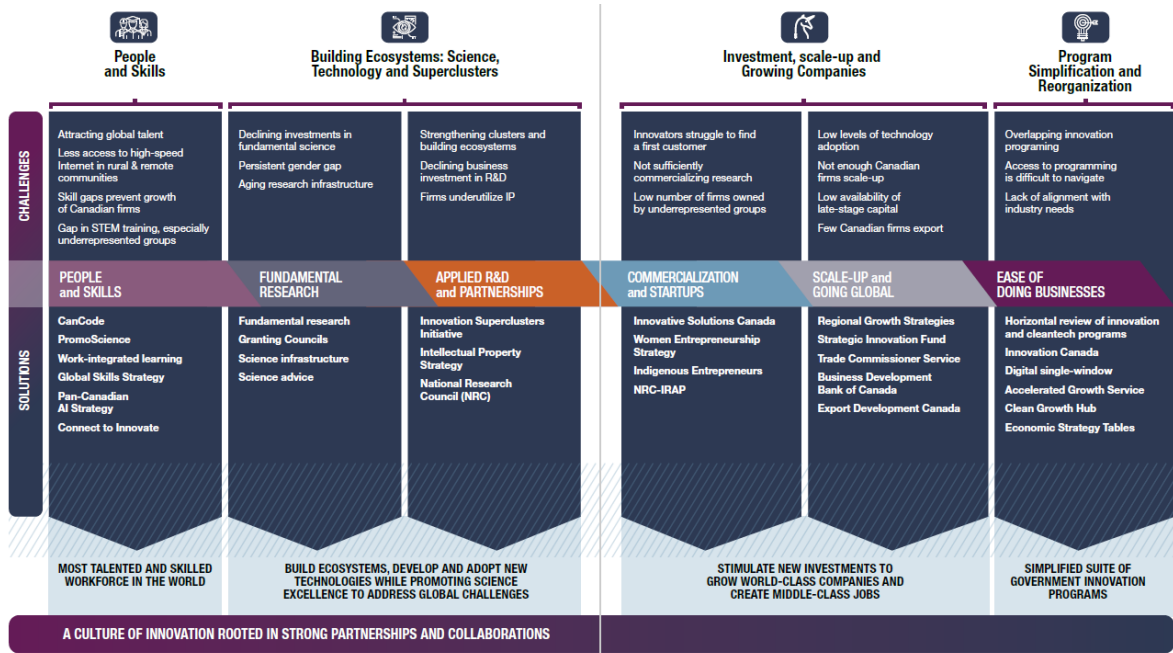 People
and Skills
Building Ecosystems: Science,
Technology and Superclusters
Investment, scale-up and
Growing Companies
Program
Simplification and
Reorganization
CHALLENGES
Attracting global talent
Less access to high-speed
Internet in rural & remote
communities
Skill gaps prevent growth
of Canadian firms
Gap in STEM training, especially
underrepresented groups
Declining investments in
fundamental science
Persistent gender gap
Aging research infrastructure
Strengthening clusters and
building ecosystems
Declining business
investment in R&D
Firms underutilize IP
Innovators struggle to find
a first customer
Not sufficiently
commercializing research
Low number of firms owned
by underrepresented groups
Low levels of technology
adoption
Not enough Canadian
firms scale-up
Low availability of
late-stage capital
Few Canadian firms export
Overlapping innovation
programing
Access to programming
is difficult to navigate
Lack of alignment with
industry needs
PEOPLE
and SKILLS
FUNDAMENTAL
RESEARCH
APPLIED R&D
and PARTNERSHIPS
COMMERCIALIZATION
and STARTUPS
SCALE-UP and
GOING GLOBAL
EASE OF
DOING BUSINESSES
SOLUTIONS
CanCode
PromoScience
Work-integrated learning
Global Skills Strategy
Pan-Canadian
AI Strategy
Connect to Innovate
Fundamental research
Granting Councils
Science infrastructure
Science advice
Innovation Superclusters
Initiative
Intellectual Property
Strategy
National Research
Council (NRC)
Innovative Solutions Canada
Women Entrepreneurship
Strategy
Indigenous Entrepreneurs
NRC-IRAP
Regional Growth Strategies
Strategic Innovation Fund
Trade Commissioner Service
Business Development
Bank of Canada
Export Development Canada
Horizontal review of innovation
and cleantech programs
Innovation Canada
Digital single-window
Accelerated Growth Service
Clean Growth Hub
Economic Strategy Tables
MOST TALENTED AND SKILLED
WORKFORCE IN THE WORLD
BUILD ECOSYSTEMS, DEVELOP AND ADOPT NEW
TECHNOLOGIES WHILE PROMOTING SCIENCE
EXCELLENCE TO ADDRESS GLOBAL CHALLENGES
STIMULATE NEW INVESTMENTS TO
GROW WORLD-CLASS COMPANIES AND
CREATE MIDDLE-CLASS JOBS
SIMPLIFIED SUITE OF
GOVERNMENT INNOVATION
PROGRAMS
A CULTURE OF INNOVATION ROOTED IN STRONG PARTNERSHIPS AND COLLABORATIONS